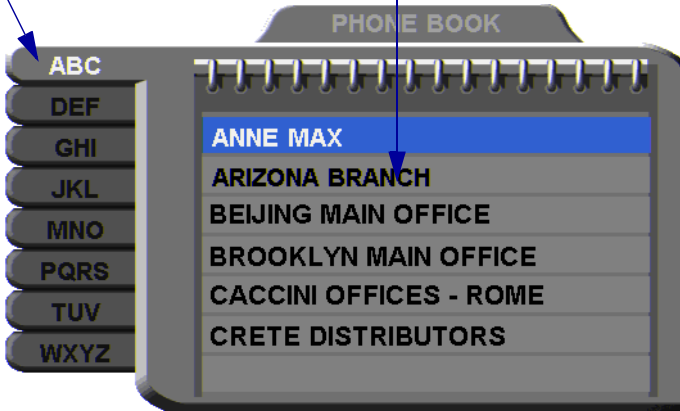 PHONE BOOK
ABC
DEF
GHI
JKL
MNO
PQRS
TUV
WXYZ
ANNE MAX
ARIZONA BRANCH
BEIJING MAIN OFFICE
BROOKLYN MAIN OFFICE
CACCINI OFFICES - ROME
CRETE DISTRIBUTORS